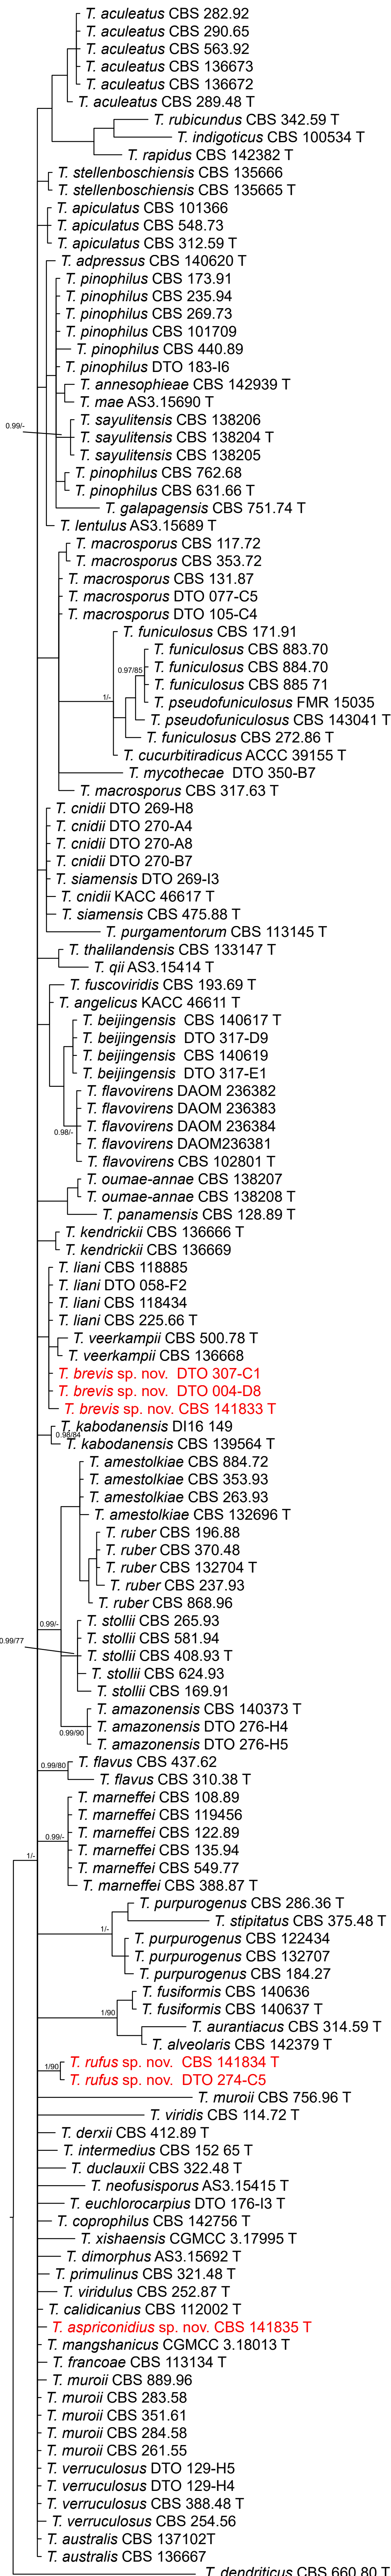 T. aculeatus CBS 282.92
T. aculeatus CBS 290.65
T. aculeatus CBS 563.92
T. aculeatus CBS 136673
T. aculeatus CBS 136672
T. aculeatus CBS 289.48 T
T. rubicundus CBS 342.59 T
T. indigoticus CBS 100534 T
T. rapidus CBS 142382 T
T. stellenboschiensis CBS 135666
T. stellenboschiensis CBS 135665 T
T. apiculatus CBS 101366
T. apiculatus CBS 548.73
T. apiculatus CBS 312.59 T
T. adpressus CBS 140620 T
T. pinophilus CBS 173.91
T. pinophilus CBS 235.94
T. pinophilus CBS 269.73
T. pinophilus CBS 101709
T. pinophilus CBS 440.89
T. pinophilus DTO 183-I6
T. annesophieae CBS 142939 T
T. mae AS3.15690 T
T. sayulitensis CBS 138206
0.99/-
T. sayulitensis CBS 138204 T
T. sayulitensis CBS 138205
T. pinophilus CBS 762.68
T. pinophilus CBS 631.66 T
T. galapagensis CBS 751.74 T
T. lentulus AS3.15689 T
T. macrosporus CBS 117.72
T. macrosporus CBS 353.72
T. macrosporus CBS 131.87
T. macrosporus DTO 077-C5
T. macrosporus DTO 105-C4
T. funiculosus CBS 171.91
T. funiculosus CBS 883.70
0.97/85
T. funiculosus CBS 884.70
T. funiculosus CBS 885 71
T. pseudofuniculosus FMR 15035
1/-
T. pseudofuniculosus CBS 143041 T
T. funiculosus CBS 272.86 T
T. cucurbitiradicus ACCC 39155 T
T. mycothecae DTO 350-B7
T. macrosporus CBS 317.63 T
T. cnidii DTO 269-H8
T. cnidii DTO 270-A4
T. cnidii DTO 270-A8
T. cnidii DTO 270-B7
T. siamensis DTO 269-I3
T. cnidii KACC 46617 T
T. siamensis CBS 475.88 T
T. purgamentorum CBS 113145 T
T. thalilandensis CBS 133147 T
T. qii AS3.15414 T
T. fuscoviridis CBS 193.69 T
T. angelicus KACC 46611 T
T. beijingensis CBS 140617 T
T. beijingensis DTO 317-D9
T. beijingensis CBS 140619
T. beijingensis DTO 317-E1
T. flavovirens DAOM 236382
T. flavovirens DAOM 236383
T. flavovirens DAOM 236384
0.98/-
T. flavovirens DAOM236381
T. flavovirens CBS 102801 T
T. oumae-annae CBS 138207
T. oumae-annae CBS 138208 T
T. panamensis CBS 128.89 T
T. kendrickii CBS 136666 T
T. kendrickii CBS 136669
T. liani CBS 118885
T. liani DTO 058-F2
T. liani CBS 118434
T. liani CBS 225.66 T
T. veerkampii CBS 500.78 T
T. veerkampii CBS 136668
T. brevis sp. nov. DTO 307-C1
T. brevis sp. nov. DTO 004-D8
T. brevis sp. nov. CBS 141833 T
T. kabodanensis DI16 149
0.98/84
T. kabodanensis CBS 139564 T
T. amestolkiae CBS 884.72
T. amestolkiae CBS 353.93
T. amestolkiae CBS 263.93
T. amestolkiae CBS 132696 T
T. ruber CBS 196.88
T. ruber CBS 370.48
T. ruber CBS 132704 T
T. ruber CBS 237.93
T. ruber CBS 868.96
T. stollii CBS 265.93
0.99/-
T. stollii CBS 581.94
0.99/77
T. stollii CBS 408.93 T
T. stollii CBS 624.93
T. stollii CBS 169.91
T. amazonensis CBS 140373 T
T. amazonensis DTO 276-H4
0.99/90
T. amazonensis DTO 276-H5
T. flavus CBS 437.62
0.99/80
T. flavus CBS 310.38 T
T. marneffei CBS 108.89
T. marneffei CBS 119456
T. marneffei CBS 122.89
0.99/-
T. marneffei CBS 135.94
T. marneffei CBS 549.77
1/-
T. marneffei CBS 388.87 T
T. purpurogenus CBS 286.36 T
T. stipitatus CBS 375.48 T
1/-
T. purpurogenus CBS 122434
T. purpurogenus CBS 132707
T. purpurogenus CBS 184.27
T. fusiformis CBS 140636
1/90
T. fusiformis CBS 140637 T
T. aurantiacus CBS 314.59 T
T. alveolaris CBS 142379 T
T. rufus sp. nov. CBS 141834 T
1/90
T. rufus sp. nov. DTO 274-C5
T. muroii CBS 756.96 T
T. viridis CBS 114.72 T
T. derxii CBS 412.89 T
T. intermedius CBS 152 65 T
T. duclauxii CBS 322.48 T
T. neofusisporus AS3.15415 T
T. euchlorocarpius DTO 176-I3 T
T. coprophilus CBS 142756 T
T. xishaensis CGMCC 3.17995 T
T. dimorphus AS3.15692 T
T. primulinus CBS 321.48 T
T. viridulus CBS 252.87 T
T. calidicanius CBS 112002 T
T. aspriconidius sp. nov. CBS 141835 T
T. mangshanicus CGMCC 3.18013 T
T. francoae CBS 113134 T
T. muroii CBS 889.96
T. muroii CBS 283.58
T. muroii CBS 351.61
T. muroii CBS 284.58
T. muroii CBS 261.55
T. verruculosus DTO 129-H5
T. verruculosus DTO 129-H4
T. verruculosus CBS 388.48 T
T. verruculosus CBS 254.56
T. australis CBS 137102T
T. australis CBS 136667
T. dendriticus CBS 660.80 T